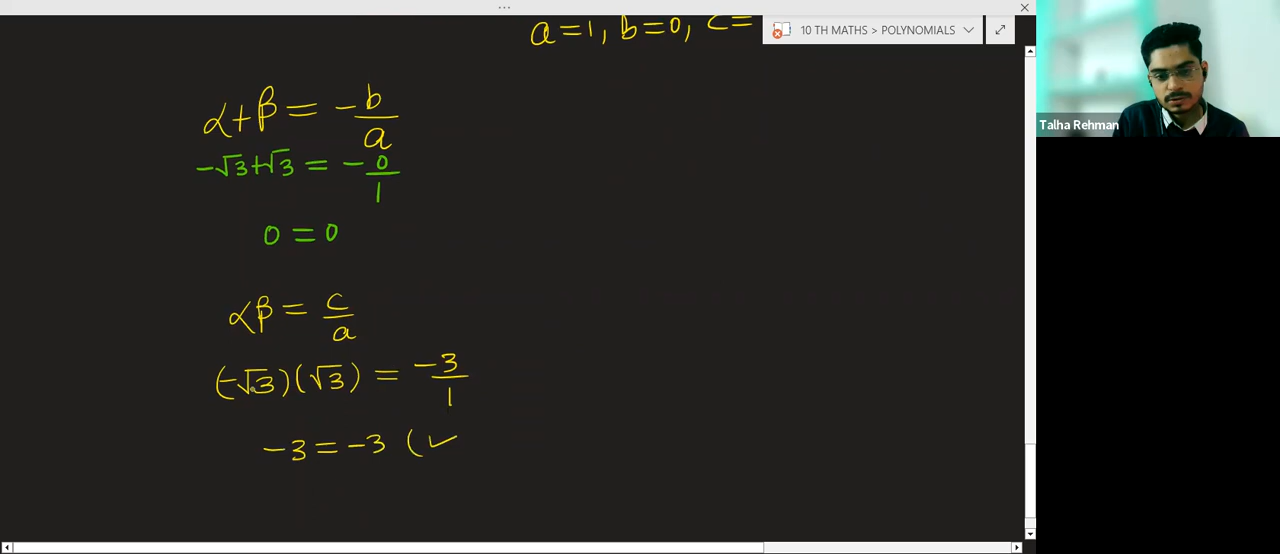 a=1, b=0, c=
10 TH MATHS > POLYNOMIALS
Talha Rehman
α+β = -b/a
-√3+√3 = -0/1
0 = 0
αβ = c/a
(-√3)(√3) = -3/1
-3 = -3 (✓